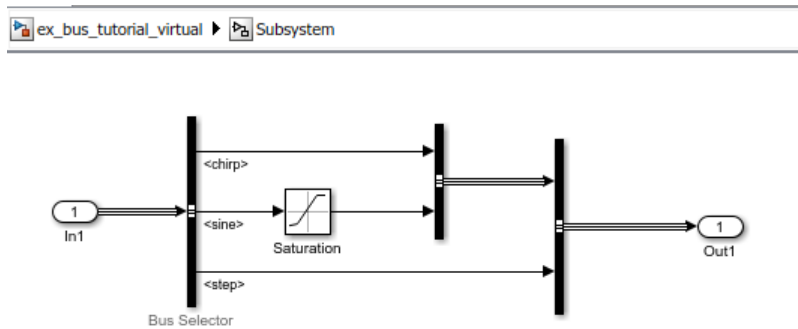 ex_bus_tutorial_virtual Subsystem
<chirp>
1
In1
<sine>
Saturation
1
Out1
<step>
Bus Selector